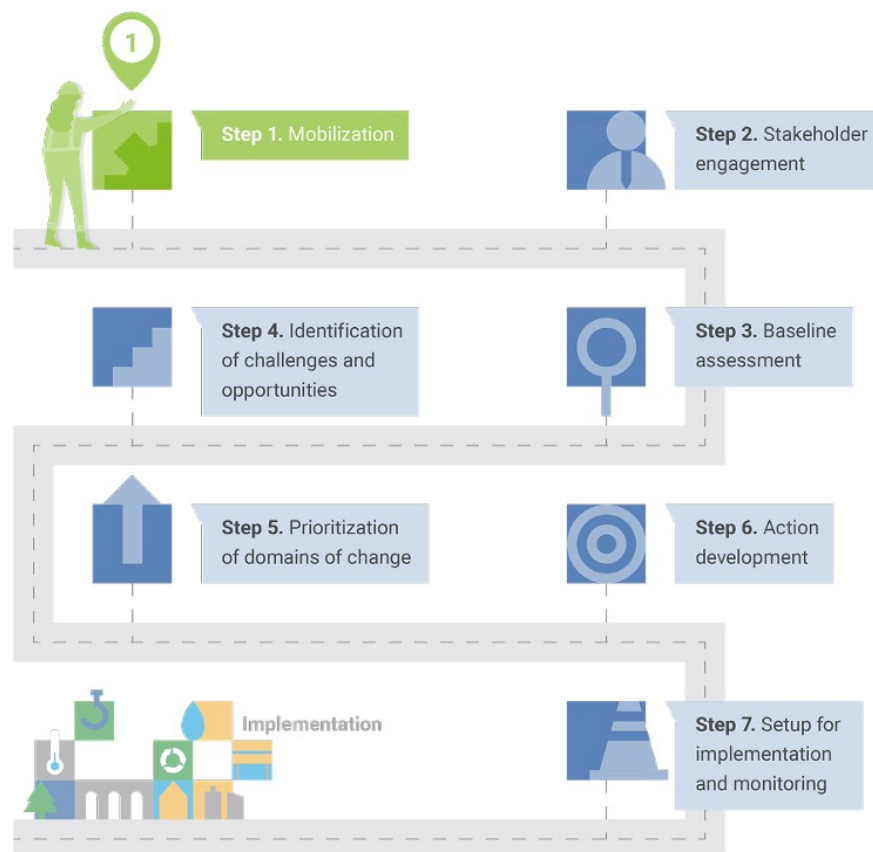 1
Step 1. Mobilization
Step 2. Stakeholder
engagement
Step 4. Identification
of challenges and
opportunities
Step 3. Baseline
assessment
Step 5. Prioritization
of domains of change
Step 6. Action
development
Implementation
Step 7. Setup for
implementation
and monitoring